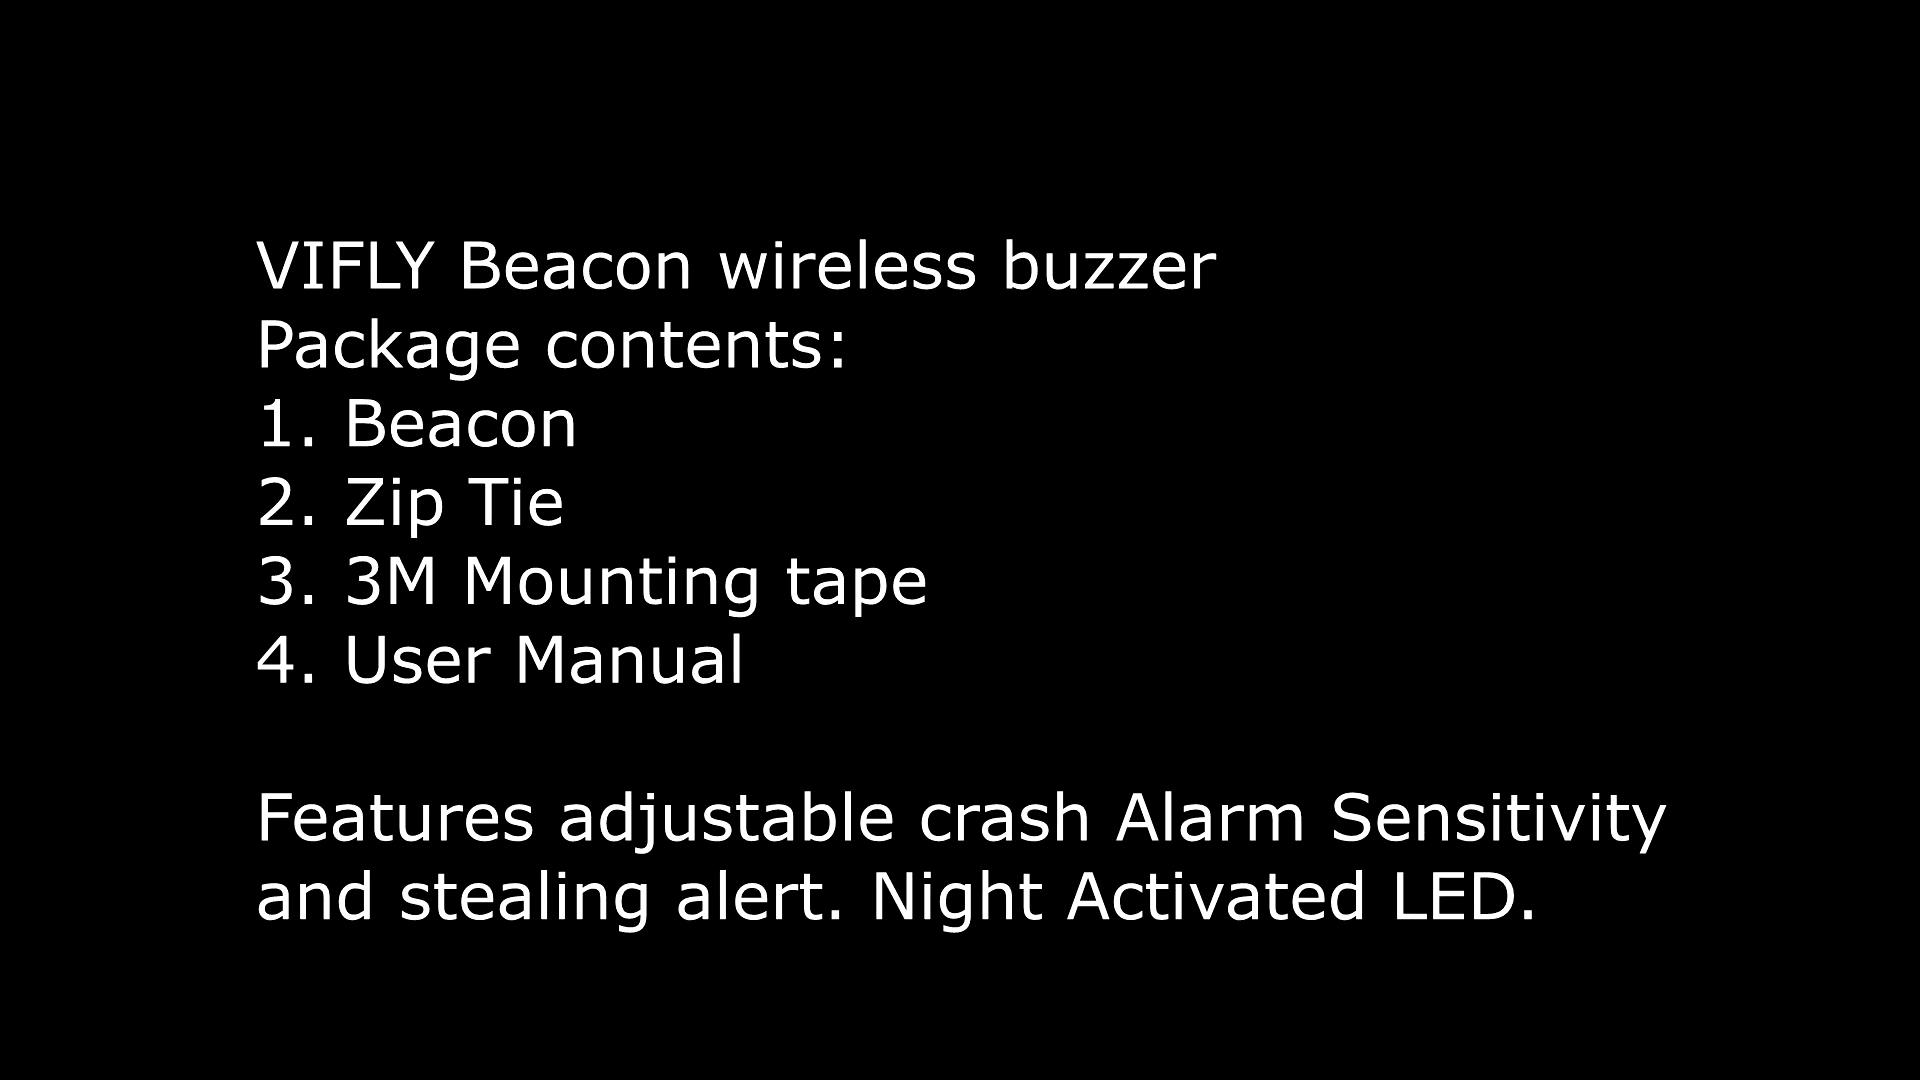 VIFLY Beacon wireless buzzer
Package contents:
1. Beacon
2. Zip Tie
3. 3M Mounting tape
4. User Manual
Features adjustable crash Alarm Sensitivity
and stealing alert. Night Activated LED.